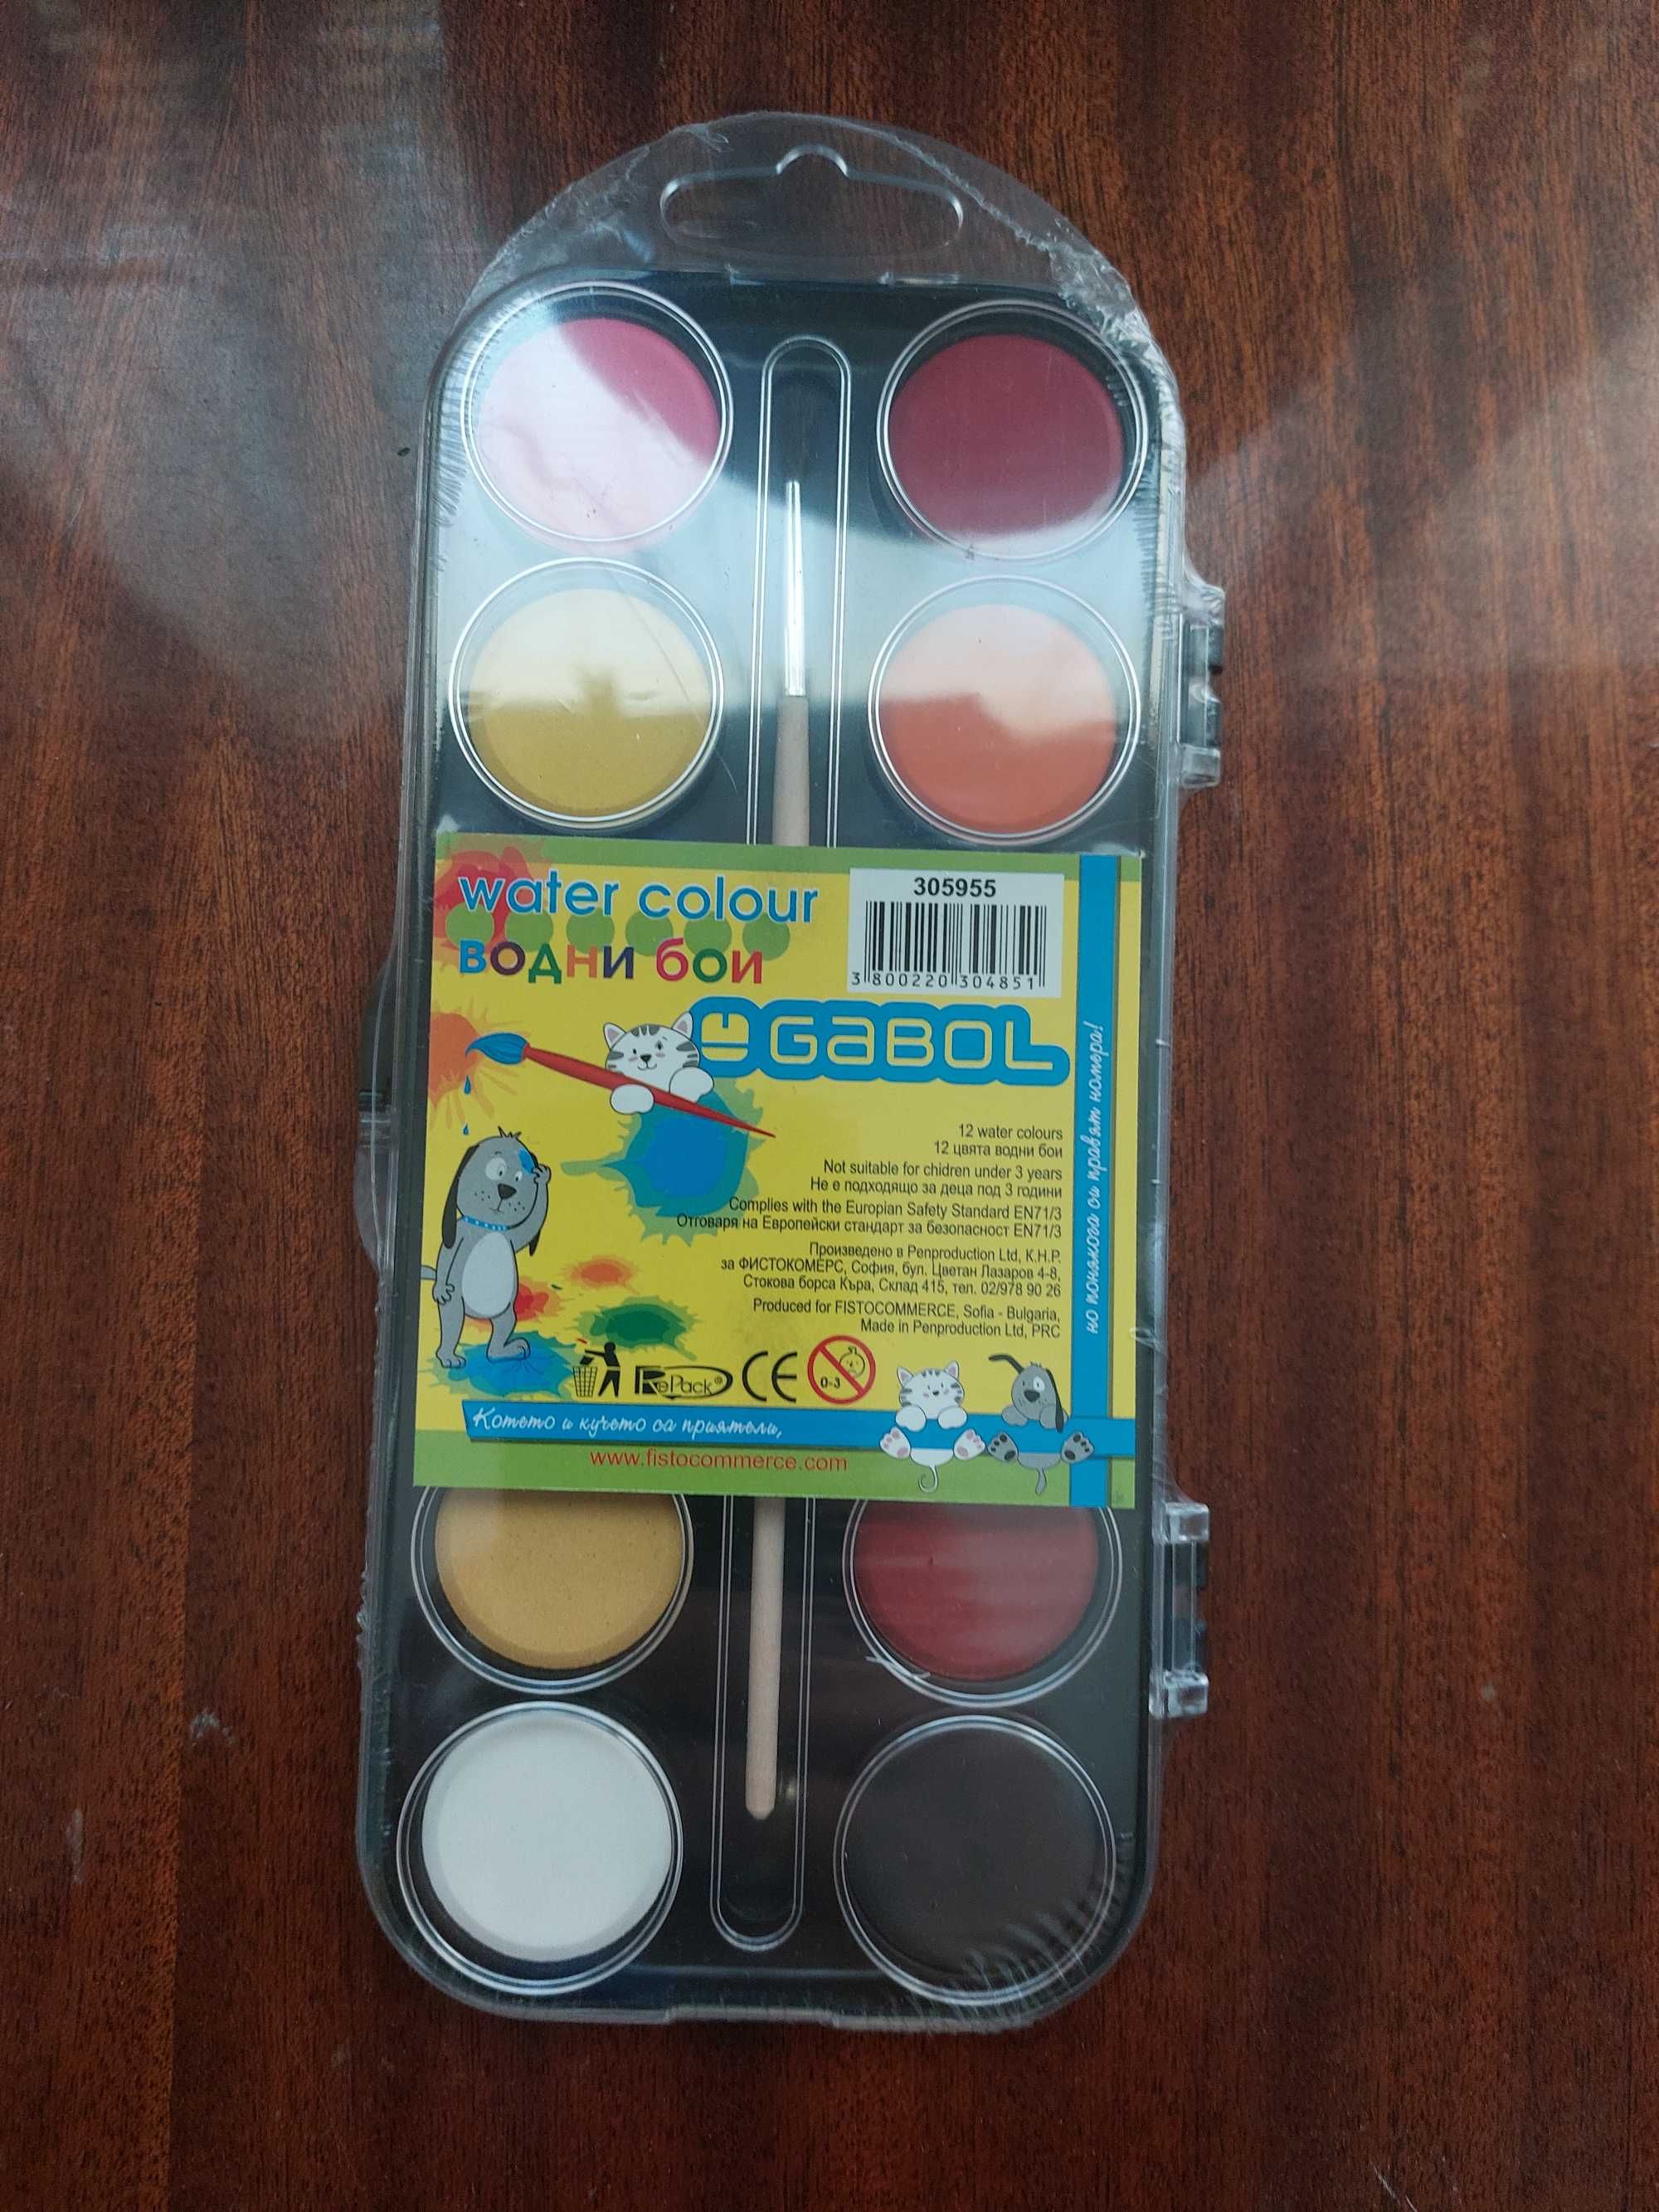 water colour
водни бои
305955
3 800220 304851
GABOL
12 water colours
12 цвята водни бои
Not suitable for chidren under 3 years
Не е подходящо за деца под 3 години
Complies with the Europian Safety Standard EN71/3
Отговаря на Европейски стандарт за безопасност EN71/3
Произведено в Penproduction Ltd, К.Н.Р.
за ФИСТОКОМЕРС, София, бул. Цветан Лазаров 4-8,
Стокова борса Къра, Склад 415, тел. 02/978 90 26
Produced for FISTOCOMMERCE, Sofia - Bulgaria,
Made in Penproduction Ltd, PRC
RePack®
CE
0-3
Котето и кучето са приятели,
но понякога си правят номера!
www.fistocommerce.com